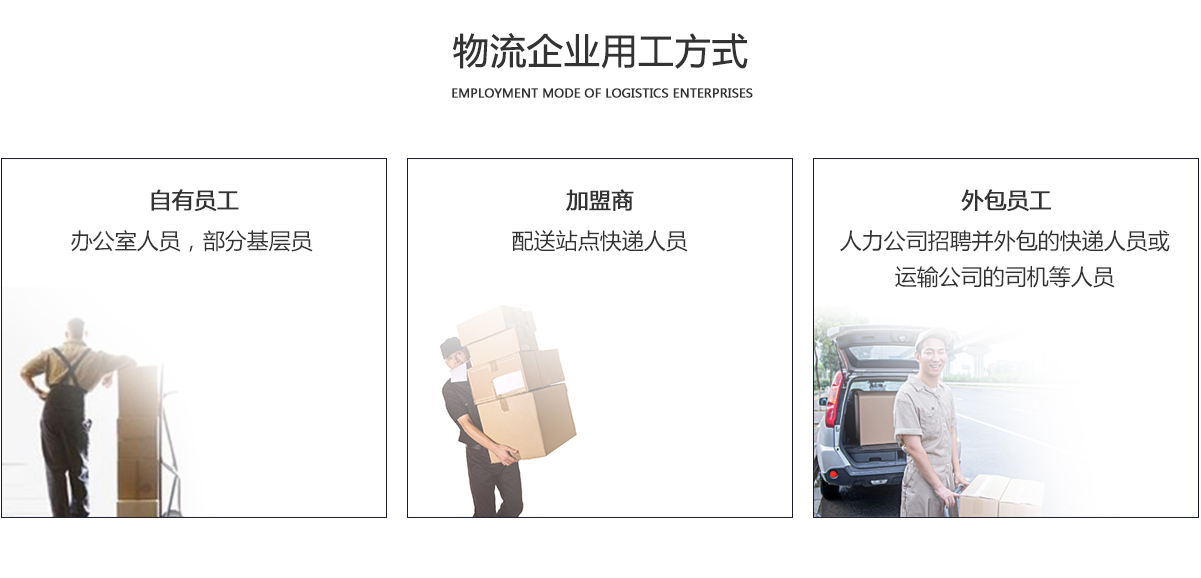 物流企业用工方式
EMPLOYMENT MODE OF LOGISTICS ENTERPRISES
自有员工
办公室人员，部分基层员
加盟商
配送站点快递人员
外包员工
人力公司招聘并外包的快递人员或
运输公司的司机等人员